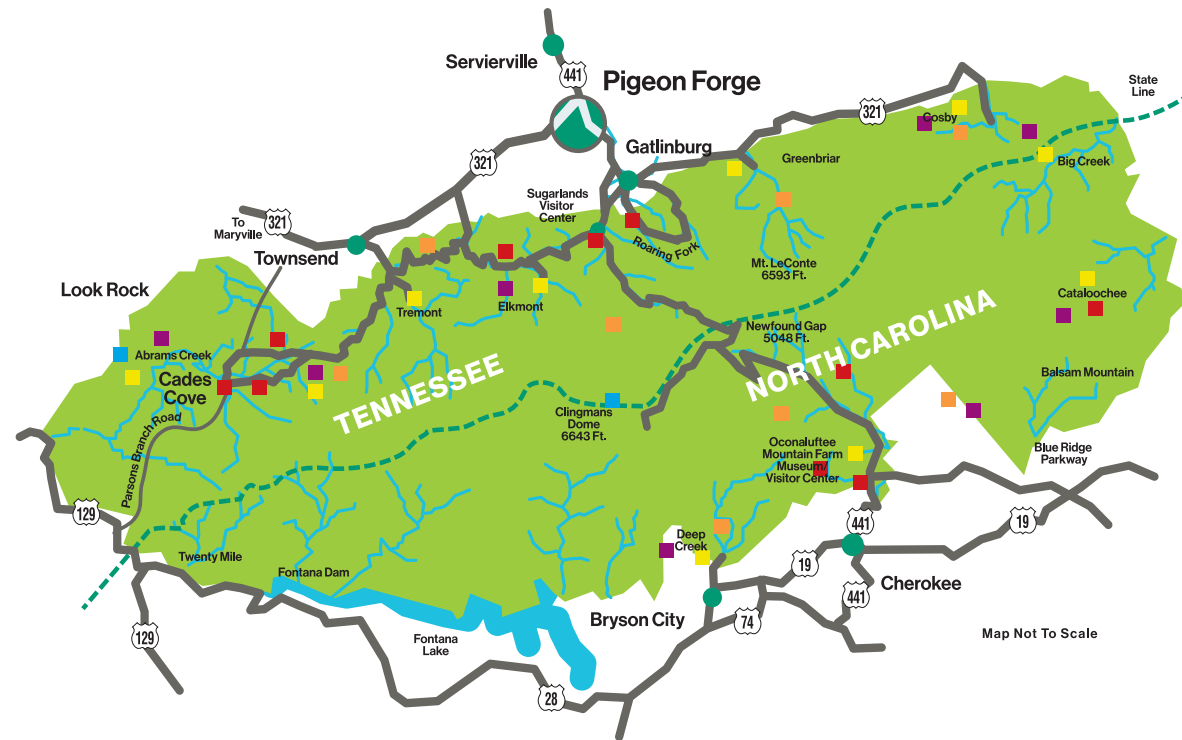 Servierville
441
Pigeon Forge
State
Line
321
Cosby
Gatlinburg
321
Greenbriar
Big Creek
Sugarlands
Visitor
Center
To
Maryville
321
Townsend
Roaring Fork
Mt. LeConte
6593 Ft.
Look Rock
Tremont
Elkmont
Cataloochee
Newfound Gap
5048 Ft.
Abrams Creek
NORTH CAROLINA
TENNESSEE
Cades
Cove
Balsam Mountain
Clingmans
Dome
6643 Ft.
Parsons Branch Road
Oconaluftee
Mountain Farm
Museum/
Visitor Center
Blue Ridge
Parkway
129
441
19
Deep
Creek
Twenty Mile
Fontana Dam
19
Cherokee
441
Bryson City
74
129
Fontana
Lake
Map Not To Scale
28